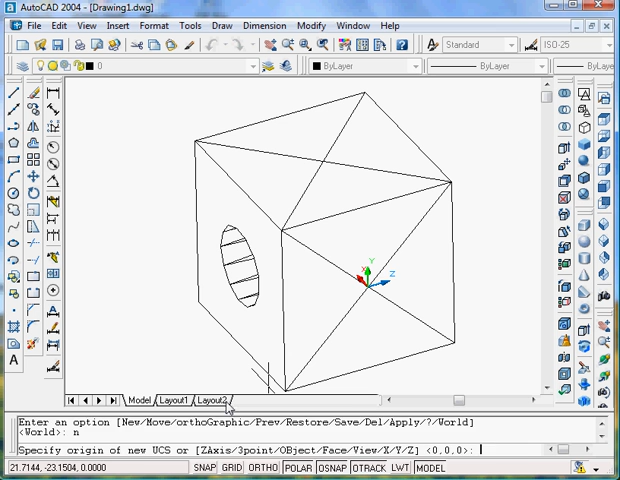 AutoCAD 2004 - [Drawing1.dwg]
File Edit View Insert Format Tools Draw Dimension Modify Window Help
Standard ISO-25
0 ByLayer ByLayer ByLayer
X Y Z
Model Layout1 Layout2
Enter an option [New/Move/orthoGraphic/Prev/Restore/Save/Del/Apply/?/World]
<World>: n
Specify origin of new UCS or [ZAxis/3point/OBject/Face/View/X/Y/Z] <0,0,0>:
21.7144, -23.1504, 0.0000 SNAP GRID ORTHO POLAR OSNAP OTRACK LWT MODEL